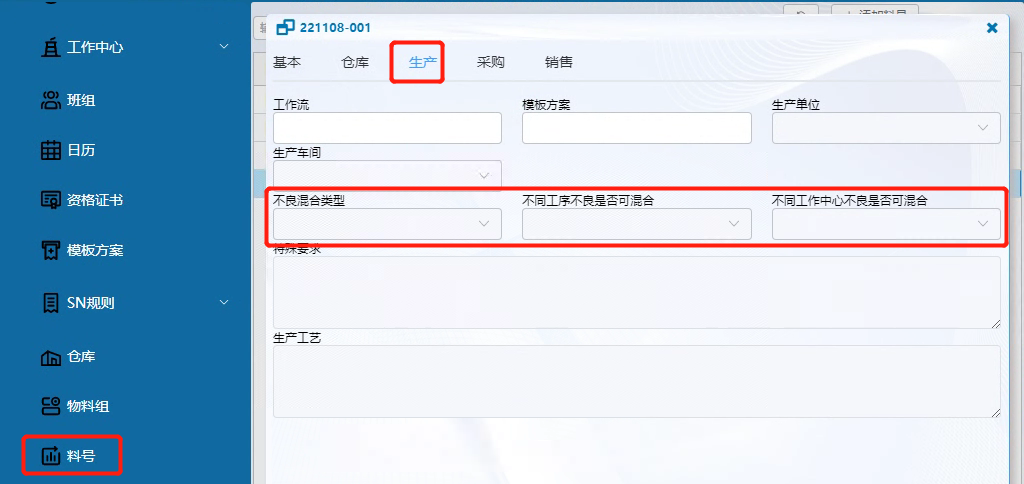 工作中心
班组
日历
资格证书
模板方案
SN规则
仓库
物料组
料号
221108-001
基本 仓库 生产 采购 销售
工作流 模板方案 生产单位
生产车间
不良混合类型 不同工序不良是否可混合 不同工作中心不良是否可混合
特殊要求
生产工艺